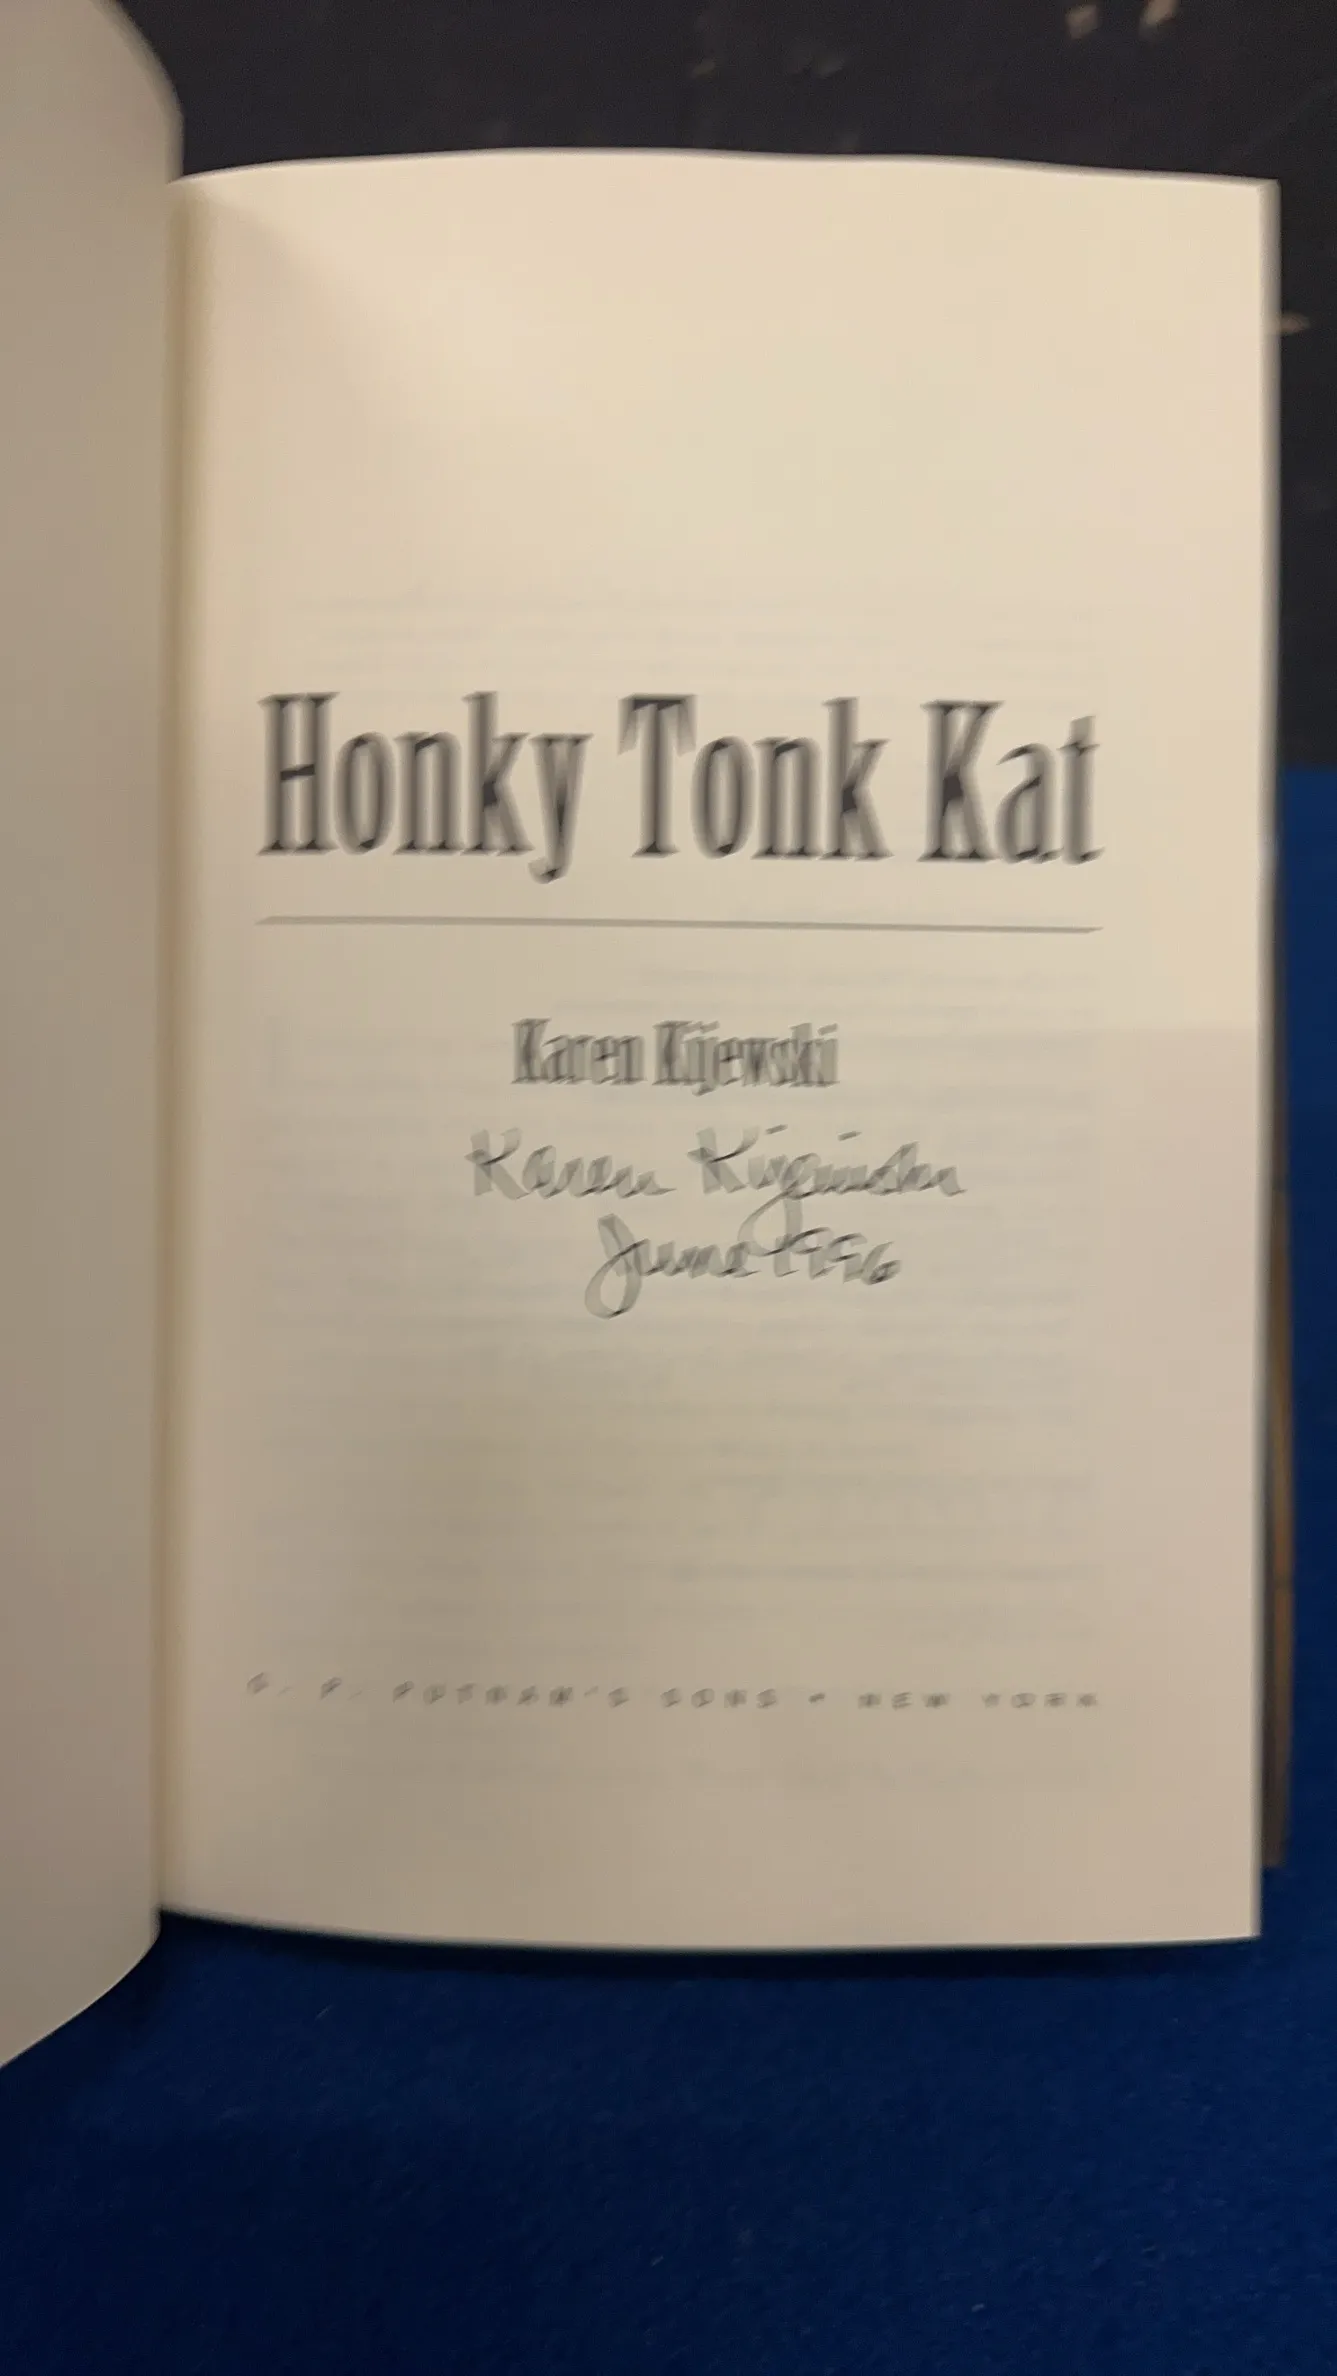 Honky Tonk Kat
Karen Kijewski
Karen Kijewski
June 1996
G. P. PUTNAM'S SONS • NEW YORK